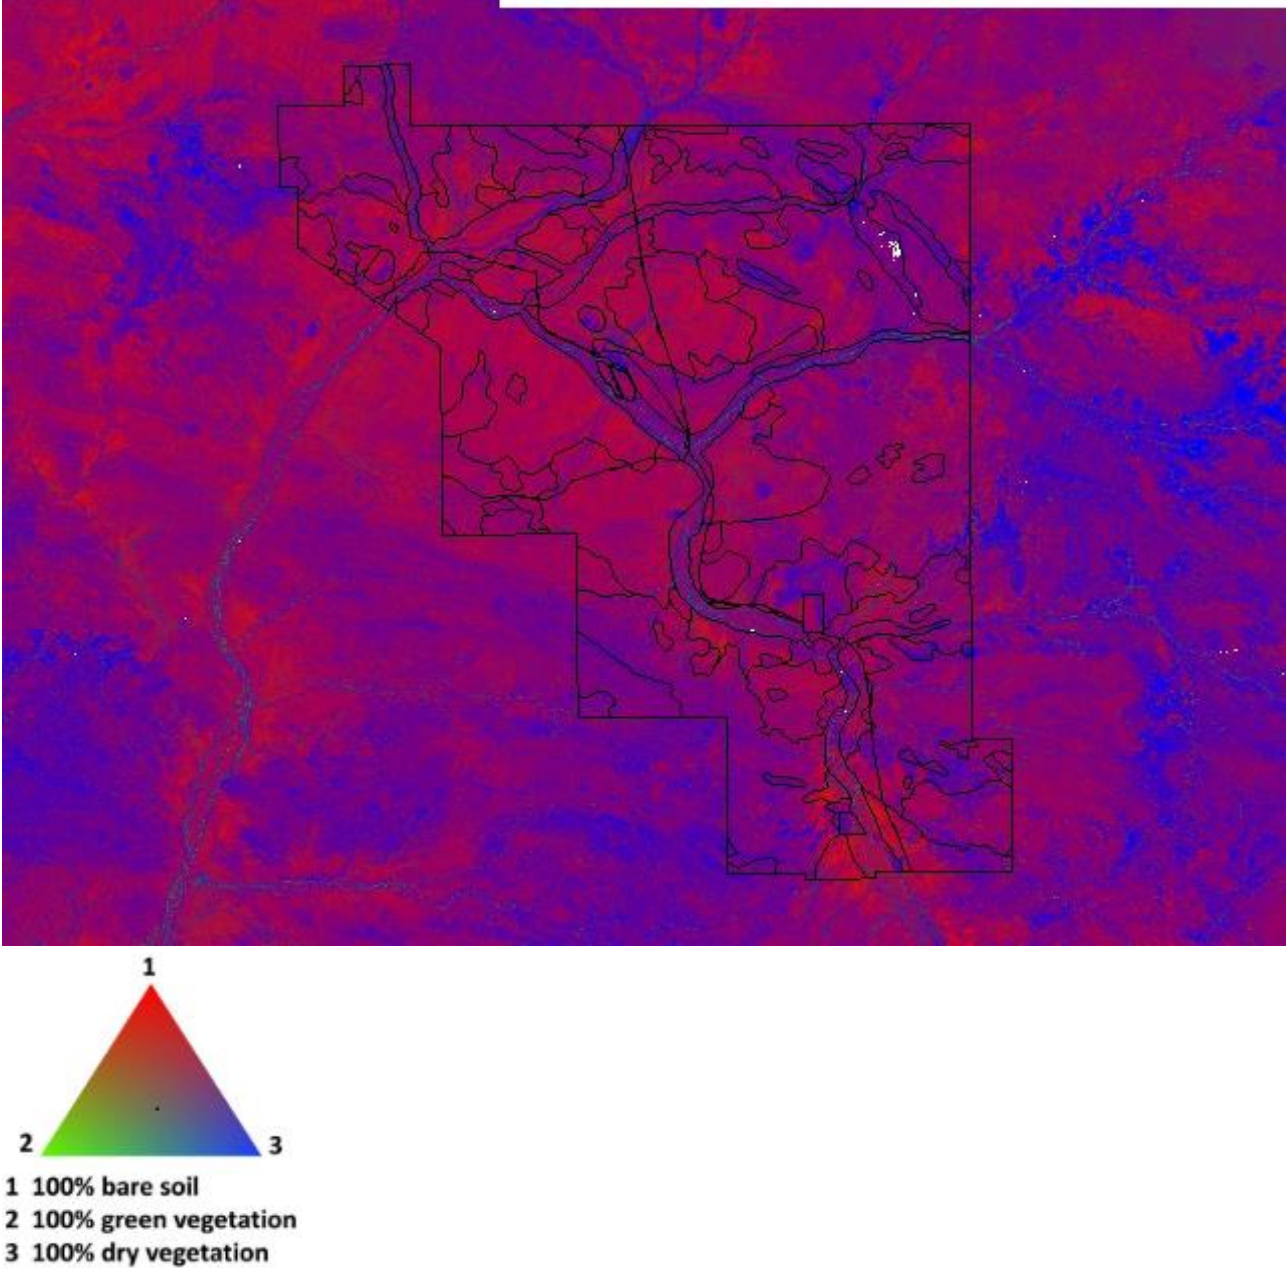 1
2
3
1 100% bare soil
2 100% green vegetation
3 100% dry vegetation